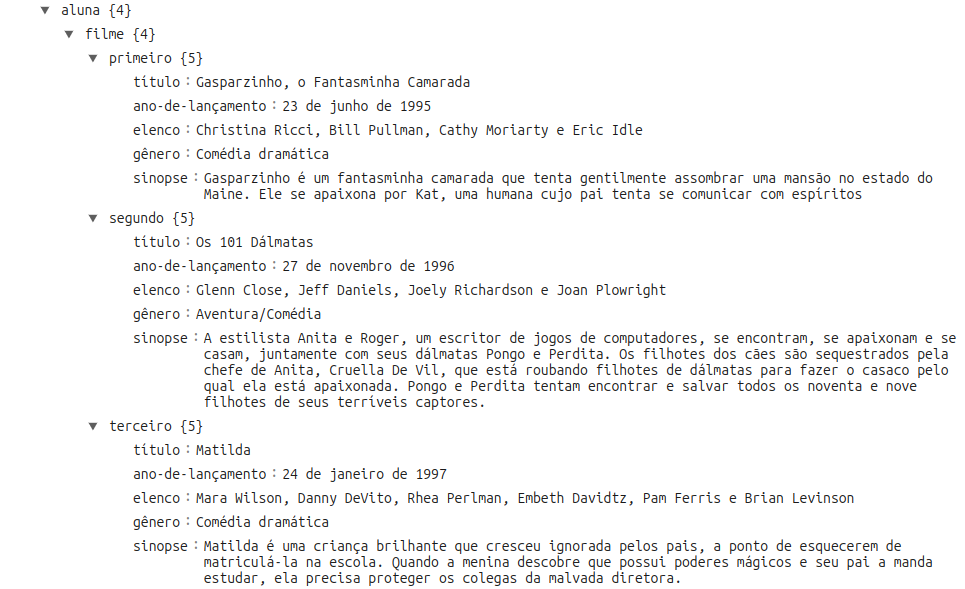 ▼ aluna {4}
▼ filme {4}
▼ primeiro {5}
título : Gasparzinho, o Fantasminha Camarada
ano-de-lançamento : 23 de junho de 1995
elenco : Christina Ricci, Bill Pullman, Cathy Moriarty e Eric Idle
gênero : Comédia dramática
sinopse : Gasparzinho é um fantasminha camarada que tenta gentilmente assombrar uma mansão no estado do
Maine. Ele se apaixona por Kat, uma humana cujo pai tenta se comunicar com espíritos
▼ segundo {5}
título : Os 101 Dálmatas
ano-de-lançamento : 27 de novembro de 1996
elenco : Glenn Close, Jeff Daniels, Joely Richardson e Joan Plowright
gênero : Aventura/Comédia
sinopse : A estilista Anita e Roger, um escritor de jogos de computadores, se encontram, se apaixonam e se
casam, juntamente com seus dálmatas Pongo e Perdita. Os filhotes dos cães são sequestrados pela
chefe de Anita, Cruella De Vil, que está roubando filhotes de dálmatas para fazer o casaco pelo
qual ela está apaixonada. Pongo e Perdita tentam encontrar e salvar todos os noventa e nove
filhotes de seus terríveis captores.
▼ terceiro {5}
título : Matilda
ano-de-lançamento : 24 de janeiro de 1997
elenco : Mara Wilson, Danny DeVito, Rhea Perlman, Embeth Davidtz, Pam Ferris e Brian Levinson
gênero : Comédia dramática
sinopse : Matilda é uma criança brilhante que cresceu ignorada pelos pais, a ponto de esquecerem de
matriculá-la na escola. Quando a menina descobre que possui poderes mágicos e seu pai a manda
estudar, ela precisa proteger os colegas da malvada diretora.